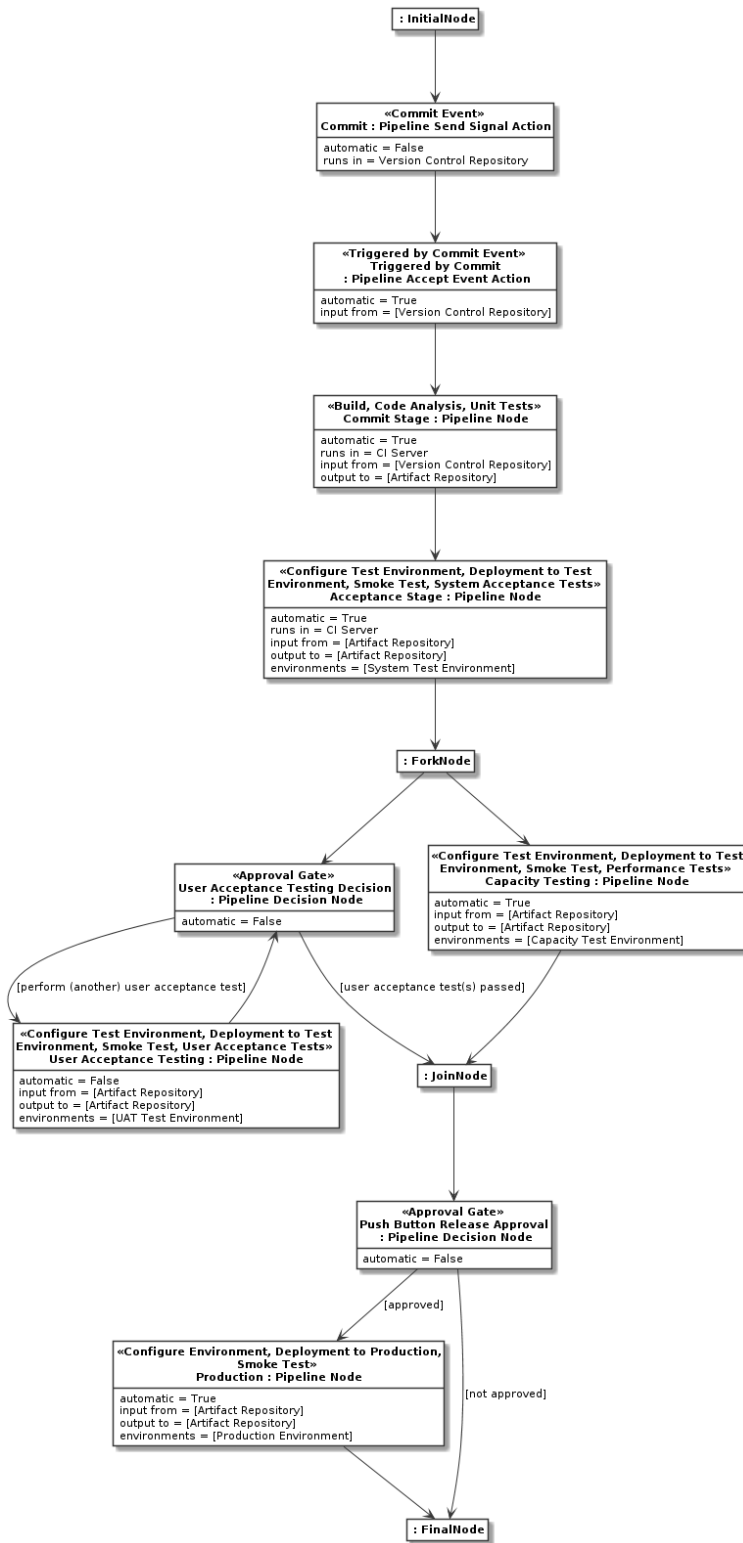 : InitialNode
«Commit Event»
Commit : Pipeline Send Signal Action
automatic = False
runs in = Version Control Repository
«Triggered by Commit Event»
Triggered by Commit
: Pipeline Accept Event Action
automatic = True
input from = [Version Control Repository]
«Build, Code Analysis, Unit Tests»
Commit Stage : Pipeline Node
automatic = True
runs in = CI Server
input from = [Version Control Repository]
output to = [Artifact Repository]
«Configure Test Environment, Deployment to Test
Environment, Smoke Test, System Acceptance Tests»
Acceptance Stage : Pipeline Node
automatic = True
runs in = CI Server
input from = [Artifact Repository]
output to = [Artifact Repository]
environments = [System Test Environment]
: ForkNode
«Approval Gate»
User Acceptance Testing Decision
: Pipeline Decision Node
automatic = False
«Configure Test Environment, Deployment to Test
Environment, Smoke Test, Performance Tests»
Capacity Testing : Pipeline Node
automatic = True
input from = [Artifact Repository]
output to = [Artifact Repository]
environments = [Capacity Test Environment]
[perform (another) user acceptance test]
[user acceptance test(s) passed]
«Configure Test Environment, Deployment to Test
Environment, Smoke Test, User Acceptance Tests»
User Acceptance Testing : Pipeline Node
automatic = False
input from = [Artifact Repository]
output to = [Artifact Repository]
environments = [UAT Test Environment]
: JoinNode
«Approval Gate»
Push Button Release Approval
: Pipeline Decision Node
automatic = False
[approved]
«Configure Environment, Deployment to Production,
Smoke Test»
Production : Pipeline Node
automatic = True
input from = [Artifact Repository]
output to = [Artifact Repository]
environments = [Production Environment]
[not approved]
: FinalNode